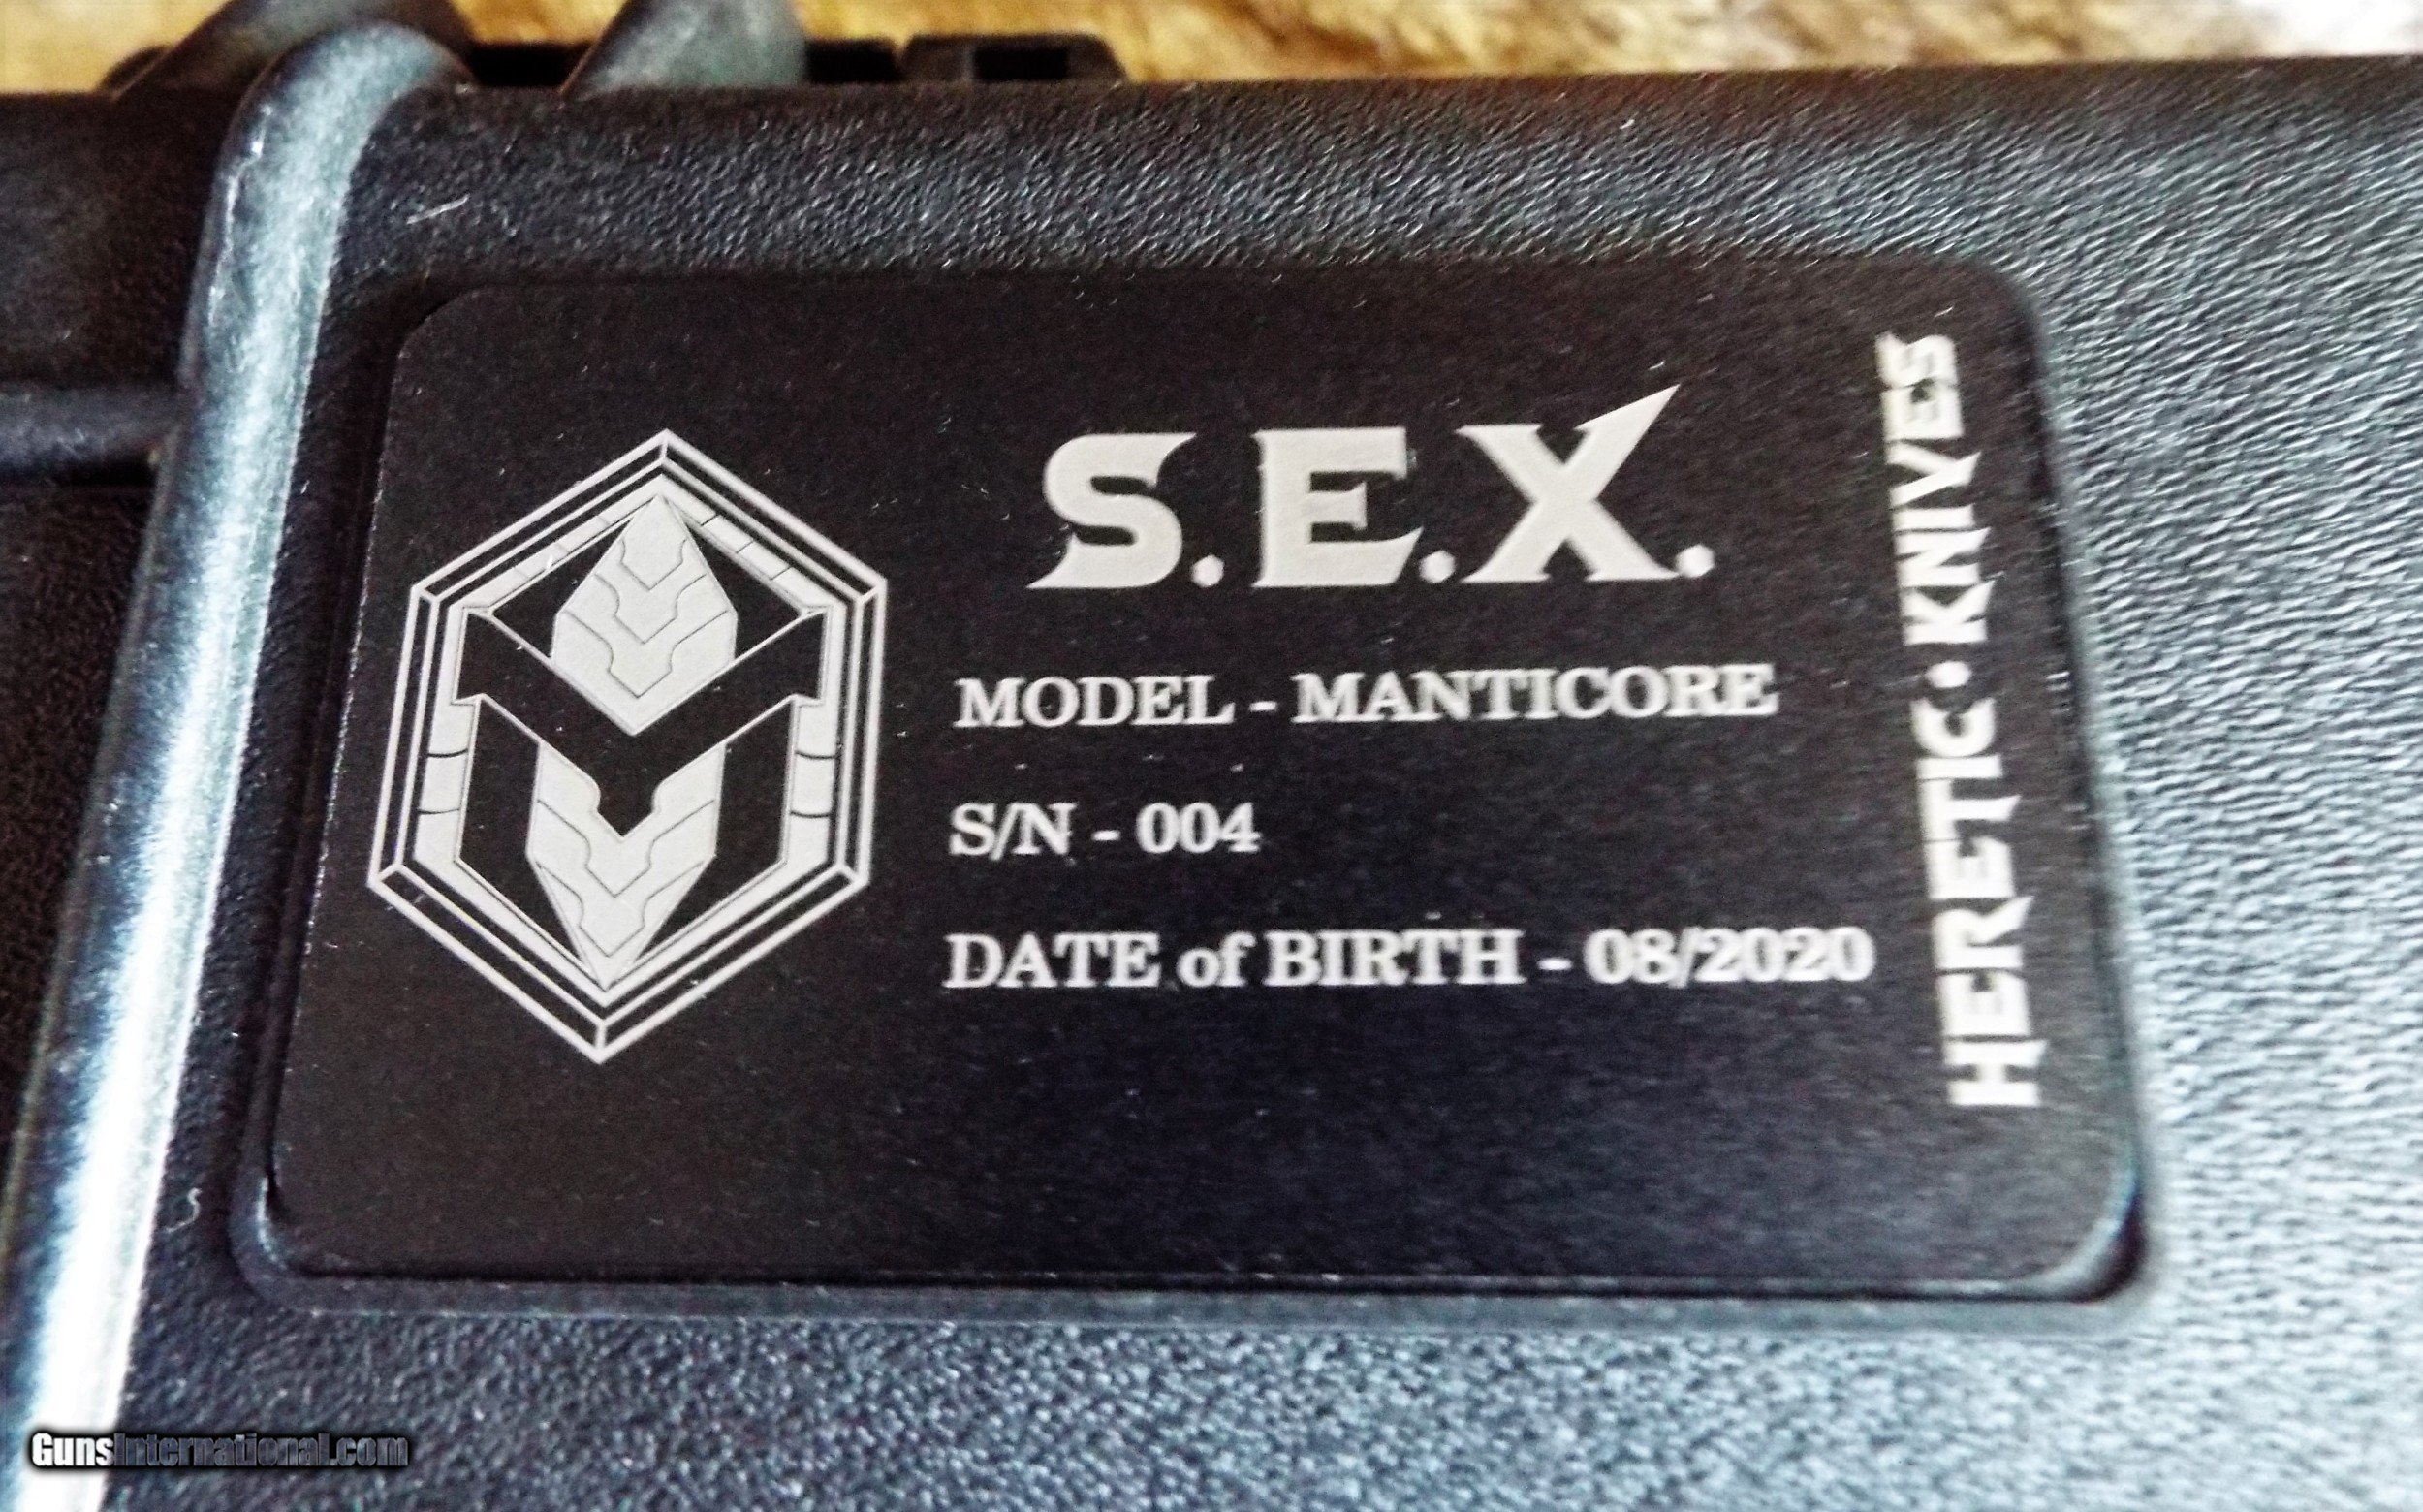 S.E.X.
MODEL - MANTICORE
S/N - 004
DATE of BIRTH - 08/2020
HERETIC · KNIVES
GunsInternational.com